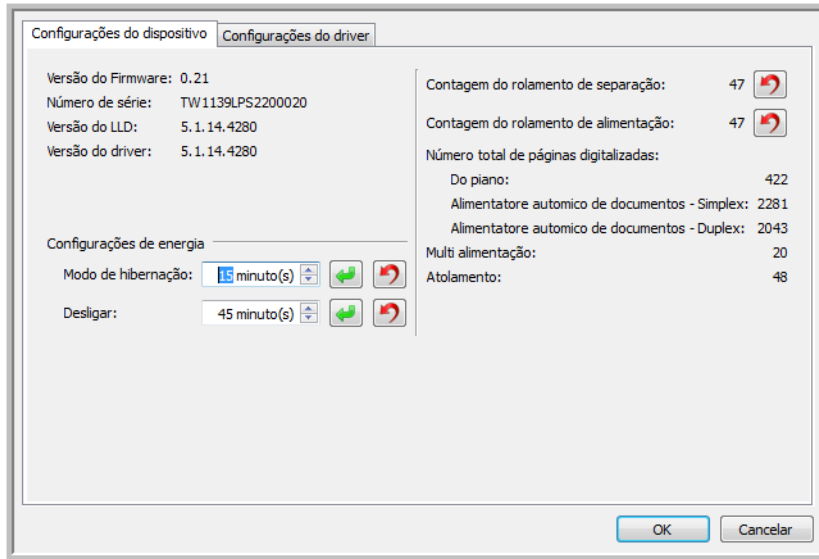 Configurações do dispositivo
Configurações do driver
Versão do Firmware: 0.21
Número de série: TW1139LPS2200020
Versão do LLD: 5.1.14.4280
Versão do driver: 5.1.14.4280
Configurações de energia
Modo de hibernação: 15 minuto(s)
Desligar: 45 minuto(s)
Contagem do rolamento de separação: 47
Contagem do rolamento de alimentação: 47
Número total de páginas digitalizadas:
Do piano: 422
Alimentatore automico de documentos - Simplex: 2281
Alimentatore automico de documentos - Duplex: 2043
Multi alimentação: 20
Atolamento: 48
OK
Cancelar